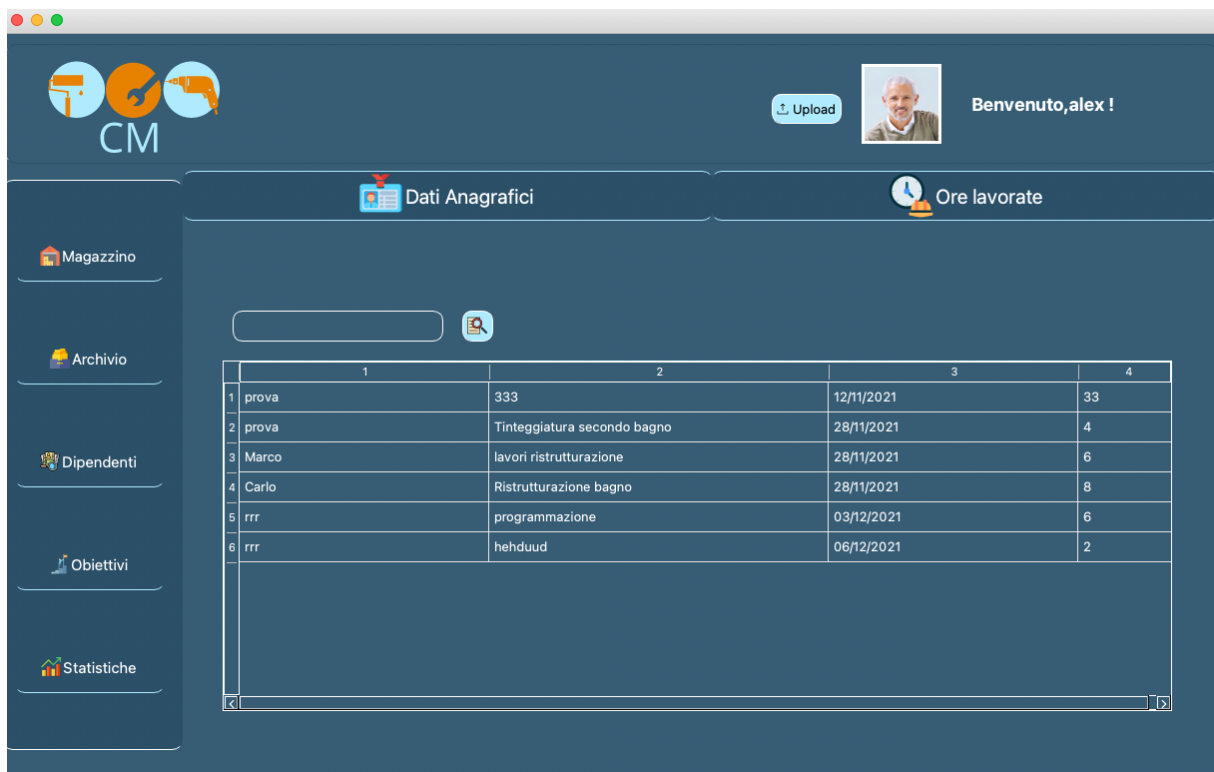 CM
Upload
Benvenuto,alex !
Dati Anagrafici
Ore lavorate
Magazzino
Archivio
Dipendenti
Obiettivi
Statistiche
1 2 3 4
1 prova 333 12/11/2021 33
2 prova Tinteggiatura secondo bagno 28/11/2021 4
3 Marco lavori ristrutturazione 28/11/2021 6
4 Carlo Ristrutturazione bagno 28/11/2021 8
5 rrr programmazione 03/12/2021 6
6 rrr hehduud 06/12/2021 2